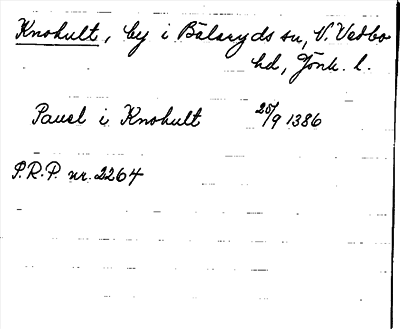 Knohult, by i Bälaryds sn, N. Vedbo
hd, Jönk. l.
Pauel i Knohult 25/9 1386
P.R.P. nr. 2264